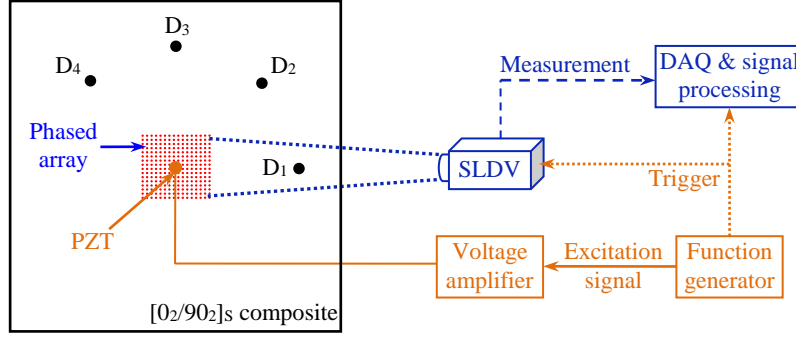 D₃
D₄
D₂
Phased
array
D₁
PZT
[0₂/90₂]s composite
Measurement
DAQ & signal
processing
SLDV
Trigger
Voltage
amplifier
Excitation
signal
Function
generator